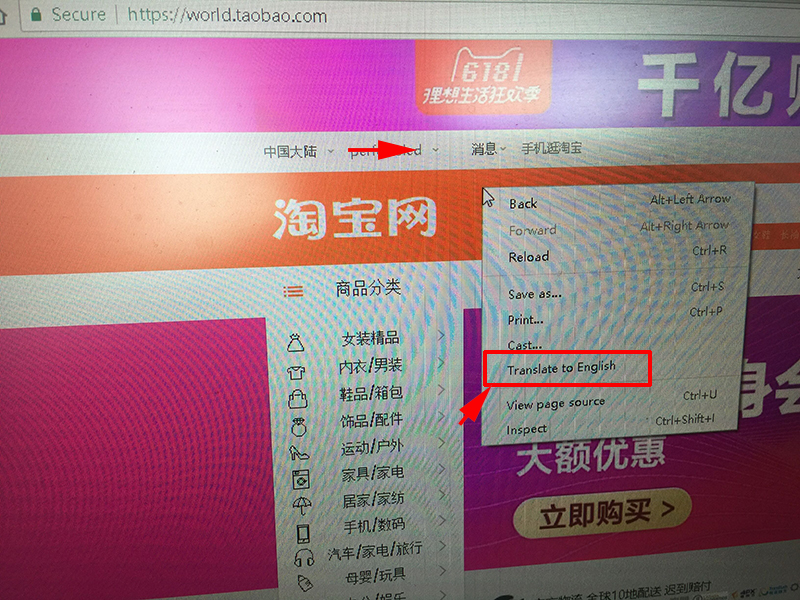 Secure https://world.taobao.com
618
理想生活狂欢季
千亿
中国大陆
消息 手机逛淘宝
淘宝网
Back Alt+Left Arrow
Forward Alt+Right Arrow
Reload Ctrl+R
Save as... Ctrl+S
Print... Ctrl+P
Cast...
Translate to English
View page source Ctrl+U
Inspect Ctrl+Shift+I
商品分类
女装精品
内衣/男装
鞋品/箱包
饰品/配件
运动/户外
家具/家电
居家/家纺
手机/数码
汽车/家电/旅行
母婴/玩具
身会
大额优惠
立即购买 >
全球10地配送 迟到赔付